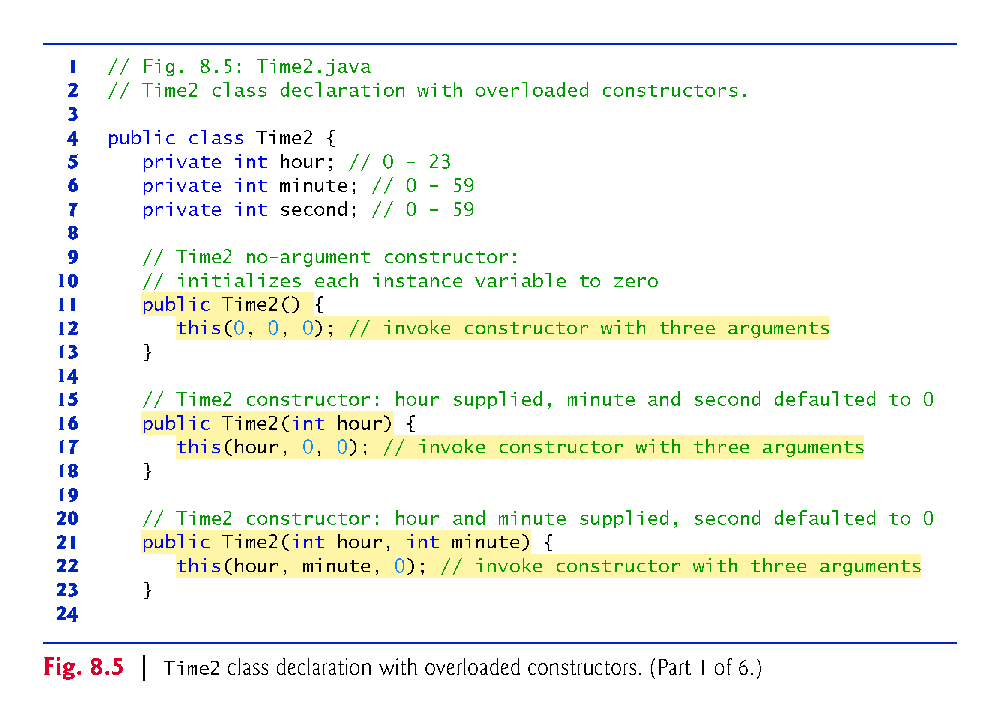 1 // Fig. 8.5: Time2.java
2 // Time2 class declaration with overloaded constructors.
3
4 public class Time2 {
5    private int hour; // 0 - 23
6    private int minute; // 0 - 59
7    private int second; // 0 - 59
8
9    // Time2 no-argument constructor:
10    // initializes each instance variable to zero
11    public Time2() {
12       this(0, 0, 0); // invoke constructor with three arguments
13    }
14
15    // Time2 constructor: hour supplied, minute and second defaulted to 0
16    public Time2(int hour) {
17       this(hour, 0, 0); // invoke constructor with three arguments
18    }
19
20    // Time2 constructor: hour and minute supplied, second defaulted to 0
21    public Time2(int hour, int minute) {
22       this(hour, minute, 0); // invoke constructor with three arguments
23    }
24
Fig. 8.5 | Time2 class declaration with overloaded constructors. (Part 1 of 6.)